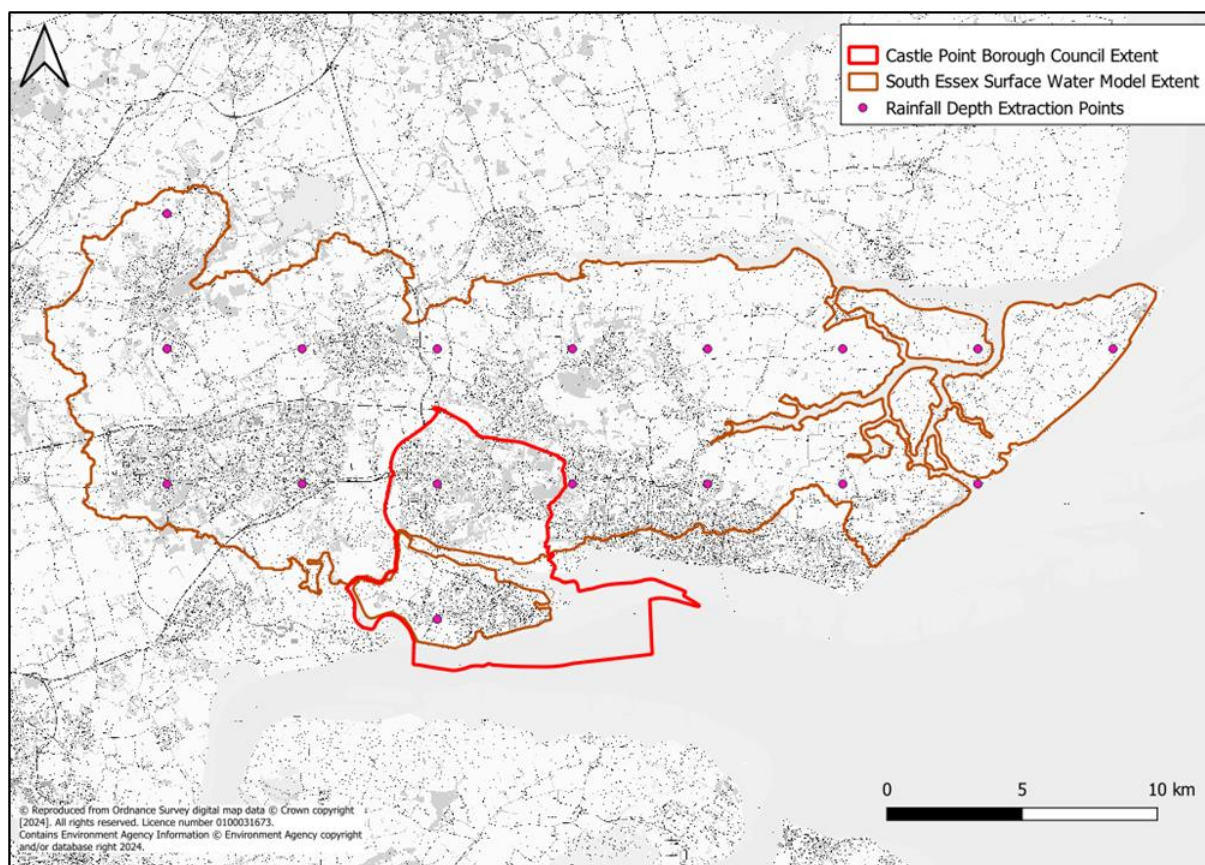 Castle Point Borough Council Extent
South Essex Surface Water Model Extent
Rainfall Depth Extraction Points
0 5 10 km
© Reproduced from Ordnance Survey digital map data © Crown copyright
[2024]. All rights reserved. Licence number 0100031673.
Contains Environment Agency Information © Environment Agency copyright
and/or database right 2024.